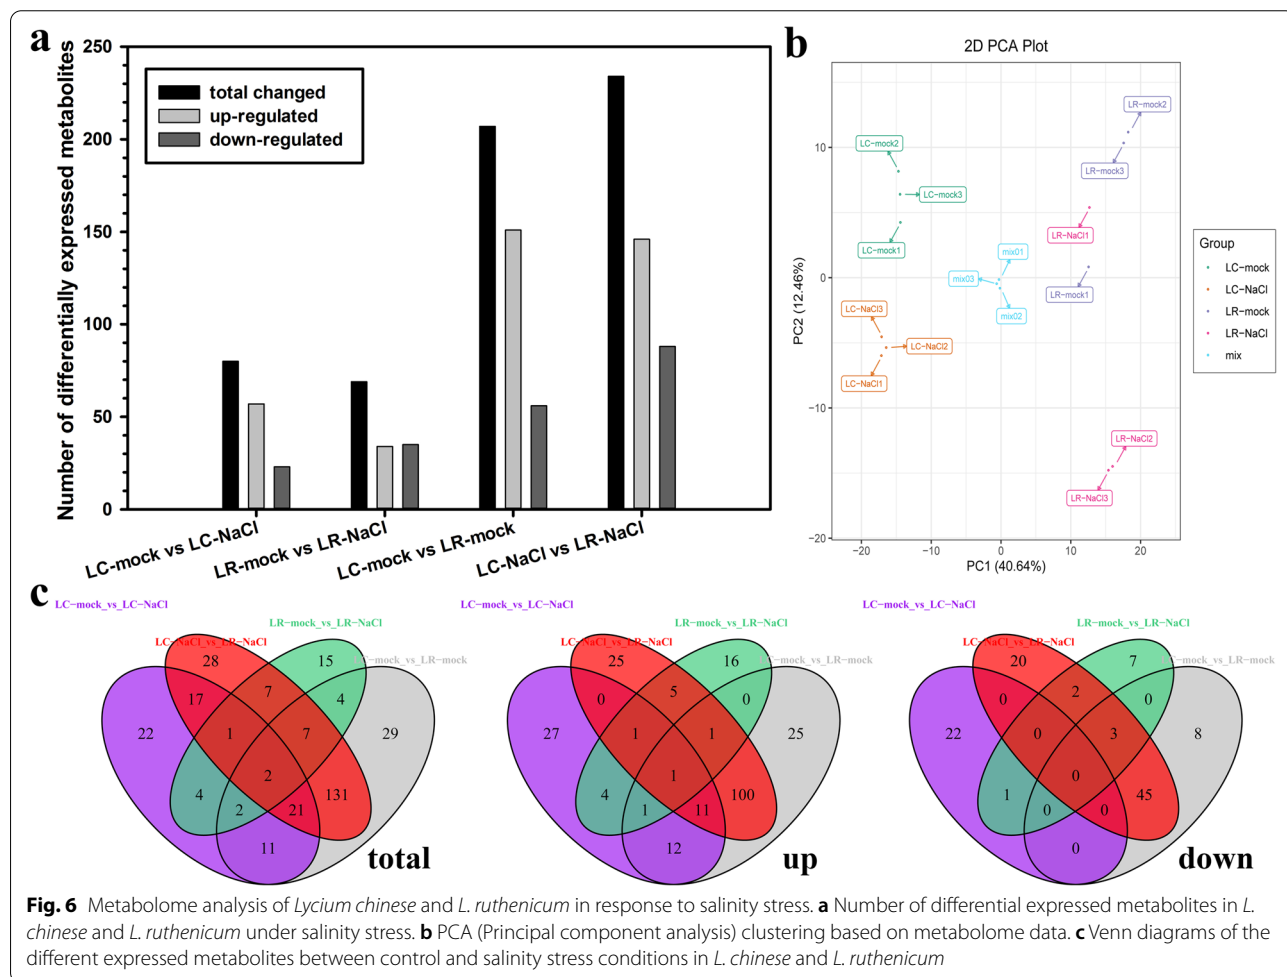 a
Number of differentially expressed metabolites
250
200
150
100
50
0
total changed
up-regulated
down-regulated
LC-mock vs LC-NaCl
LR-mock vs LR-NaCl
LC-mock vs LR-mock
LC-NaCl vs LR-NaCl
b
2D PCA Plot
PC2 (12.46%)
10
0
−10
−20
−20
−10
0
10
20
PC1 (40.64%)
LR−mock2
LC−mock2
LR−mock3
LC−mock3
LR−NaCl1
LC−mock1
mix01
mix03
LR−mock1
mix02
LC−NaCl3
LC−NaCl2
LC−NaCl1
LR−NaCl2
LR−NaCl3
Group
LC−mock
LC−NaCl
LR−mock
LR−NaCl
mix
c
LC−mock_vs_LC−NaCl
LR−mock_vs_LR−NaCl
LC−NaCl_vs_LR−NaCl
C−mock_vs_LR−mock
28
15
17
7
4
22
1
7
29
2
4
2
21
131
11
total
LC−mock_vs_LC−NaCl
LR−mock_vs_LR−NaCl
LC−NaCl_vs_LR−NaCl
C−mock_vs_LR−mock
25
16
0
5
0
27
1
1
25
1
4
1
11
100
12
up
LC−mock_vs_LC−NaCl
LR−mock_vs_LR−NaCl
LC−NaCl_vs_LR−NaCl
C−mock_vs_LR−mock
20
7
0
2
0
22
0
3
8
0
1
0
0
45
0
down
Fig. 6 Metabolome analysis of Lycium chinese and L. ruthenicum in response to salinity stress. a Number of differential expressed metabolites in L.
chinese and L. ruthenicum under salinity stress. b PCA (Principal component analysis) clustering based on metabolome data. c Venn diagrams of the
different expressed metabolites between control and salinity stress conditions in L. chinese and L. ruthenicum